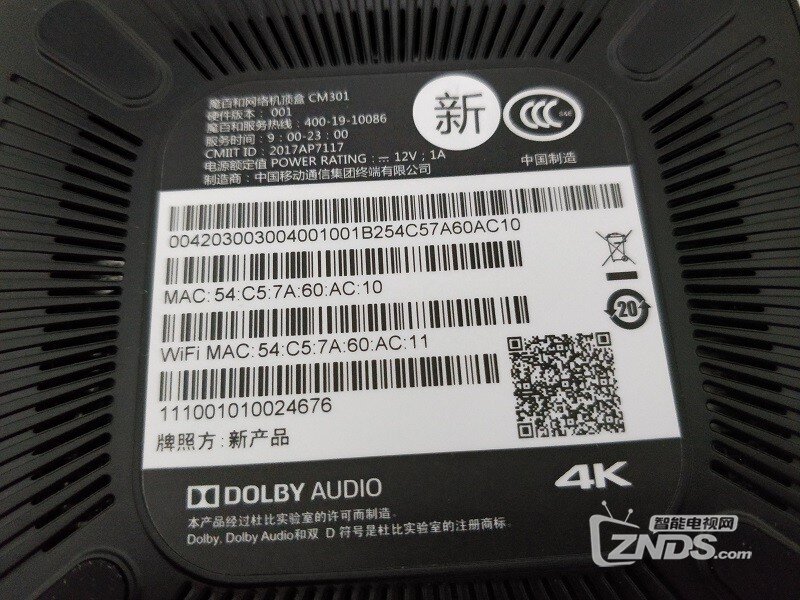 魔百和网络机顶盒 CM301
硬件版本：001
魔百和服务热线：400-19-10086
服务时间：9：00-23：00
CMIIT ID：2017AP7117
电源额定值 POWER RATING：⎓ 12V；1A
制造商：中国移动通信集团终端有限公司
新
CCC
S&E
中国制造
004203003004001001B254C57A60AC10
MAC:54:C5:7A:60:AC:10
20
WiFi MAC:54:C5:7A:60:AC:11
111001010024676
牌照方:新产品
DOLBY AUDIO
4K
本产品经过杜比实验室的许可而制造。
Dolby, Dolby Audio和双 D 符号是杜比实验室的注册商标。
智能电视网
ZNDS.com